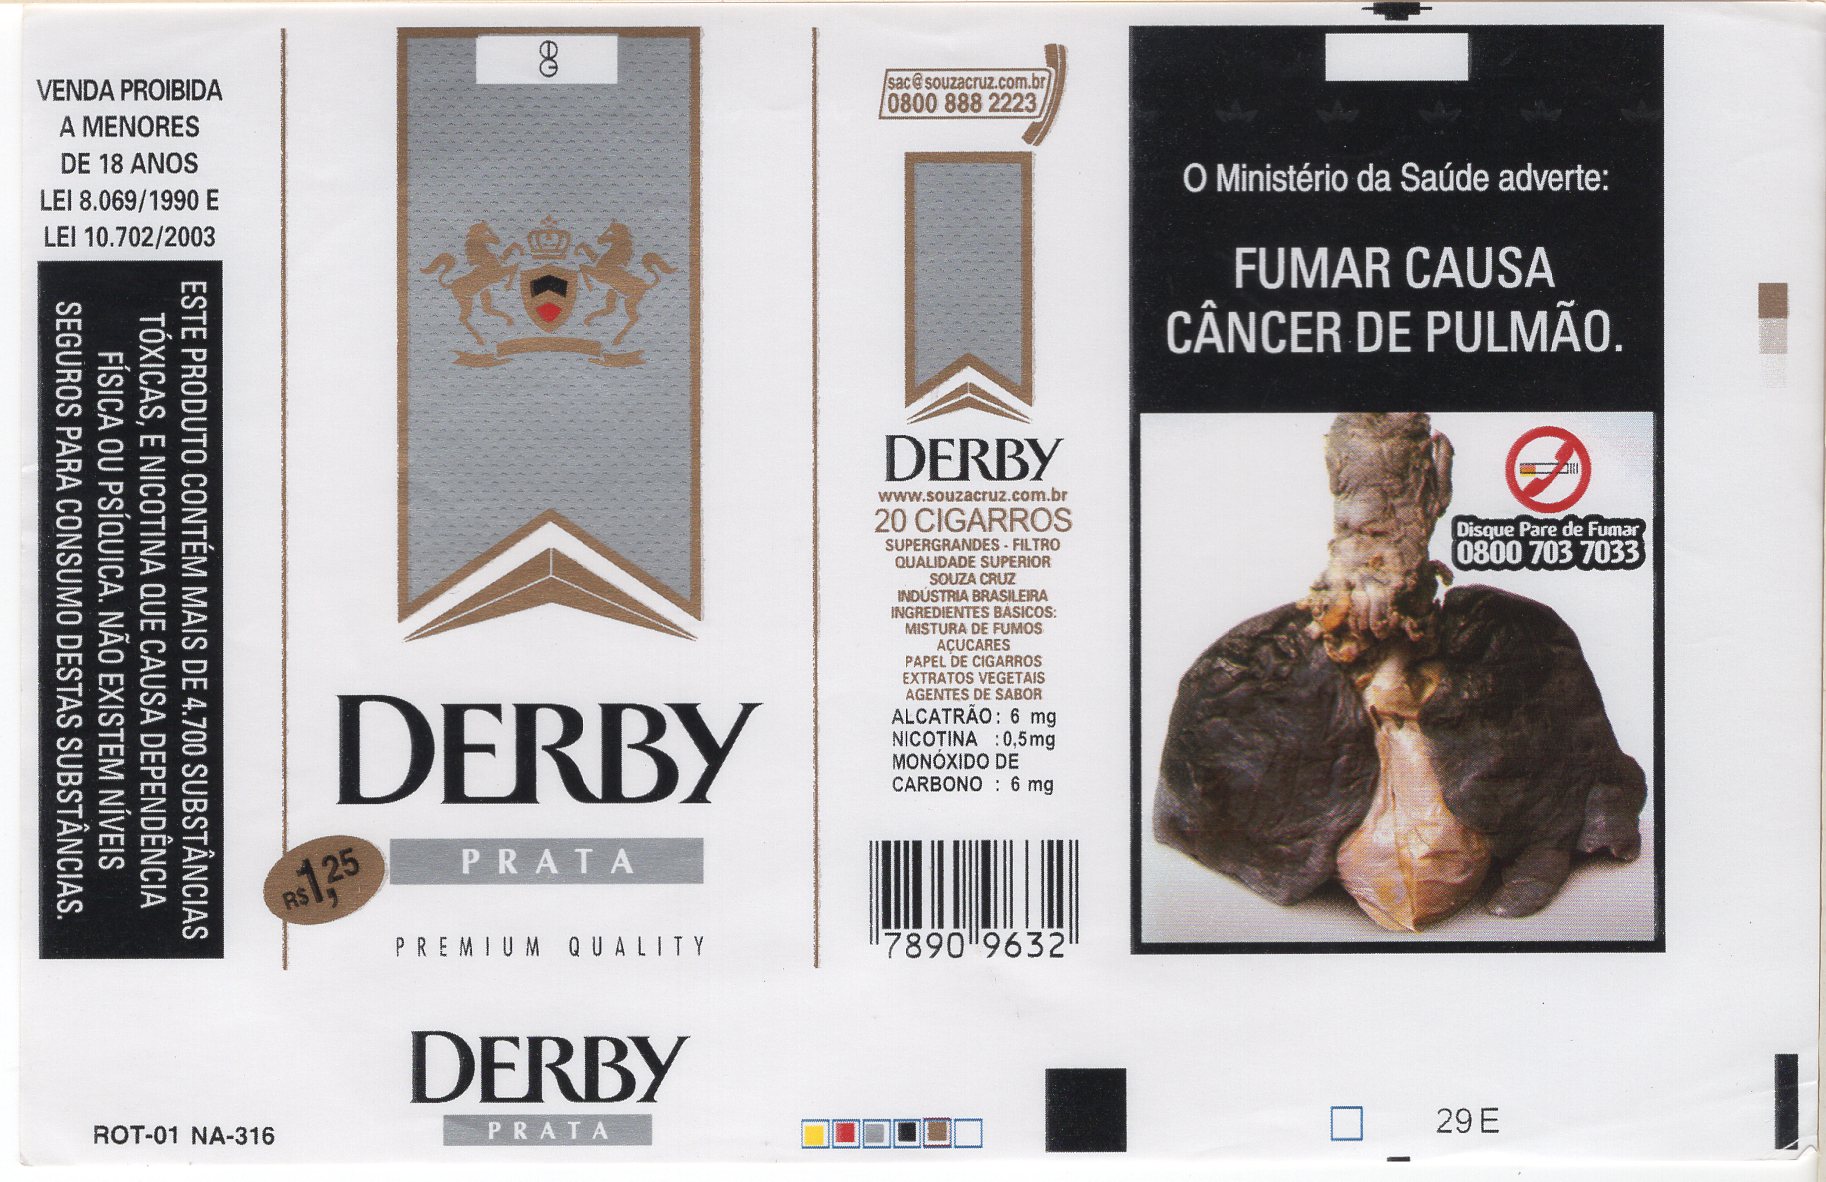 VENDA PROIBIDA
A MENORES
DE 18 ANOS
LEI 8.069/1990 E
LEI 10.702/2003
ESTE PRODUTO CONTÉM MAIS DE 4.700 SUBSTÂNCIAS
TÓXICAS, E NICOTINA QUE CAUSA DEPENDÊNCIA
FÍSICA OU PSÍQUICA. NÃO EXISTEM NÍVEIS
SEGUROS PARA CONSUMO DESTAS SUBSTÂNCIAS.
DERBY
PRATA
R$1,25
PREMIUM QUALITY
DERBY
PRATA
ROT-01 NA-316
sac@souzacruz.com.br
0800 888 2223
DERBY
www.souzacruz.com.br
20 CIGARROS
SUPERGRANDES - FILTRO
QUALIDADE SUPERIOR
SOUZA CRUZ
INDÚSTRIA BRASILEIRA
INGREDIENTES BÁSICOS:
MISTURA DE FUMOS
AÇUCARES
PAPEL DE CIGARROS
EXTRATOS VEGETAIS
AGENTES DE SABOR
ALCATRÃO: 6 mg
NICOTINA :0,5mg
MONÓXIDO DE
CARBONO : 6 mg
7890 9632
O Ministério da Saúde adverte:
FUMAR CAUSA
CÂNCER DE PULMÃO.
Disque Pare de Fumar
0800 703 7033
29E